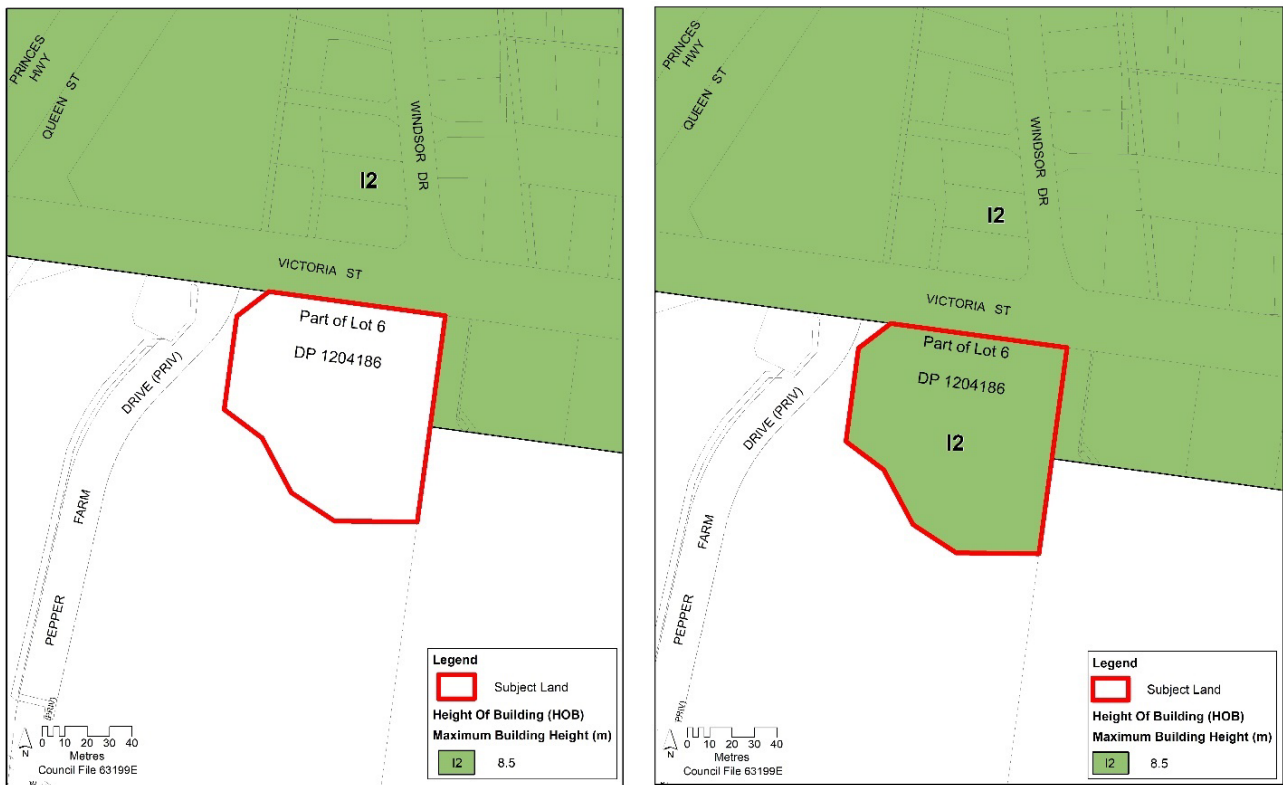 PRINCES
HWY
QUEEN ST
WINDSOR DR
I2
VICTORIA ST
Part of Lot 6
DP 1204186
DRIVE (PRIV)
FARM
PEPPER
(PRIV)
N
0 10 20 30 40
Metres
Council File 63199E
Legend
Subject Land
Height Of Building (HOB)
Maximum Building Height (m)
I2 8.5
PRINCES
HWY
QUEEN ST
WINDSOR DR
I2
VICTORIA ST
Part of Lot 6
DP 1204186
I2
DRIVE (PRIV)
FARM
PEPPER
PRIV)
N
0 10 20 30 40
Metres
Council File 63199E
Legend
Subject Land
Height Of Building (HOB)
Maximum Building Height (m)
I2 8.5